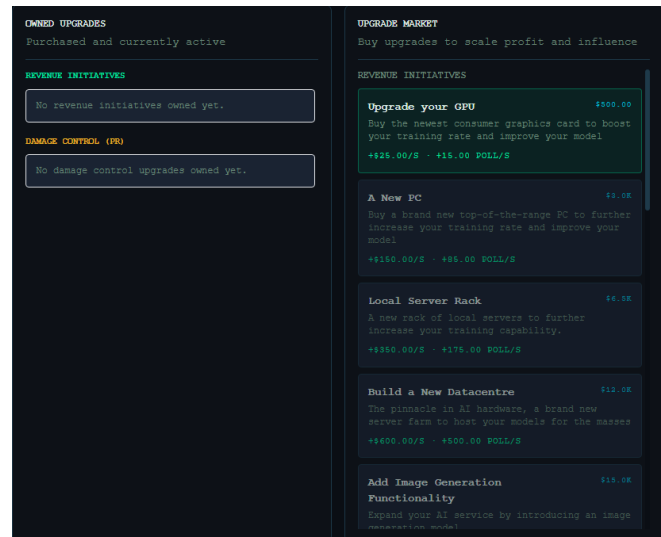 OWNED UPGRADES
Purchased and currently active
REVENUE INITIATIVES
No revenue initiatives owned yet.
DAMAGE CONTROL (PR)
No damage control upgrades owned yet.
UPGRADE MARKET
Buy upgrades to scale profit and influence
REVENUE INITIATIVES
Upgrade your GPU
$500.00
Buy the newest consumer graphics card to boost
your training rate and improve your model
+$25.00/S · +15.00 POLL/S
A New PC
Buy a brand new top-of-the-range PC to further
increase your training rate and improve your
model
+$150.00/S · +85.00 POLL/S
Local Server Rack
A new rack of local servers to further
increase your training capability.
+$350.00/S · +175.00 POLL/S
Build a New Datacentre
$12.0K
The pinnacle in AI hardware, a brand new
server farm to host your models for the masses
+$600.00/S · +500.00 POLL/S
Add Image Generation
Functionality
$15.0K
Expand your AI service by introducing an image
generation model